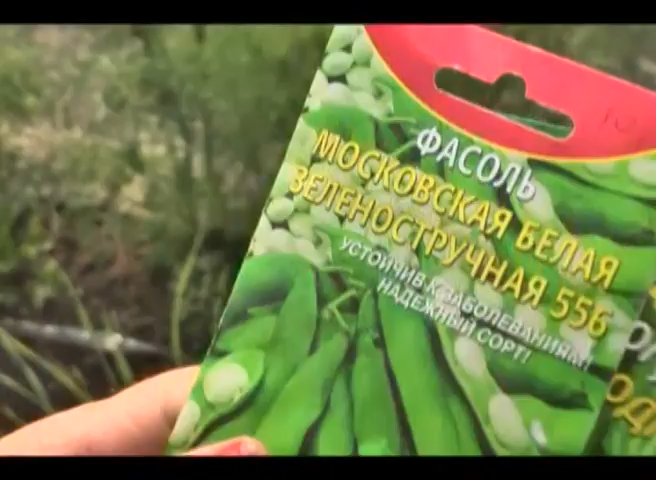 ФАСОЛЬ
МОСКОВСКАЯ БЕЛАЯ
ЗЕЛЕНОСТРУЧНАЯ 556
УСТОЙЧИВ К ЗАБОЛЕВАНИЯМ!
НАДЕЖНЫЙ СОРТ!